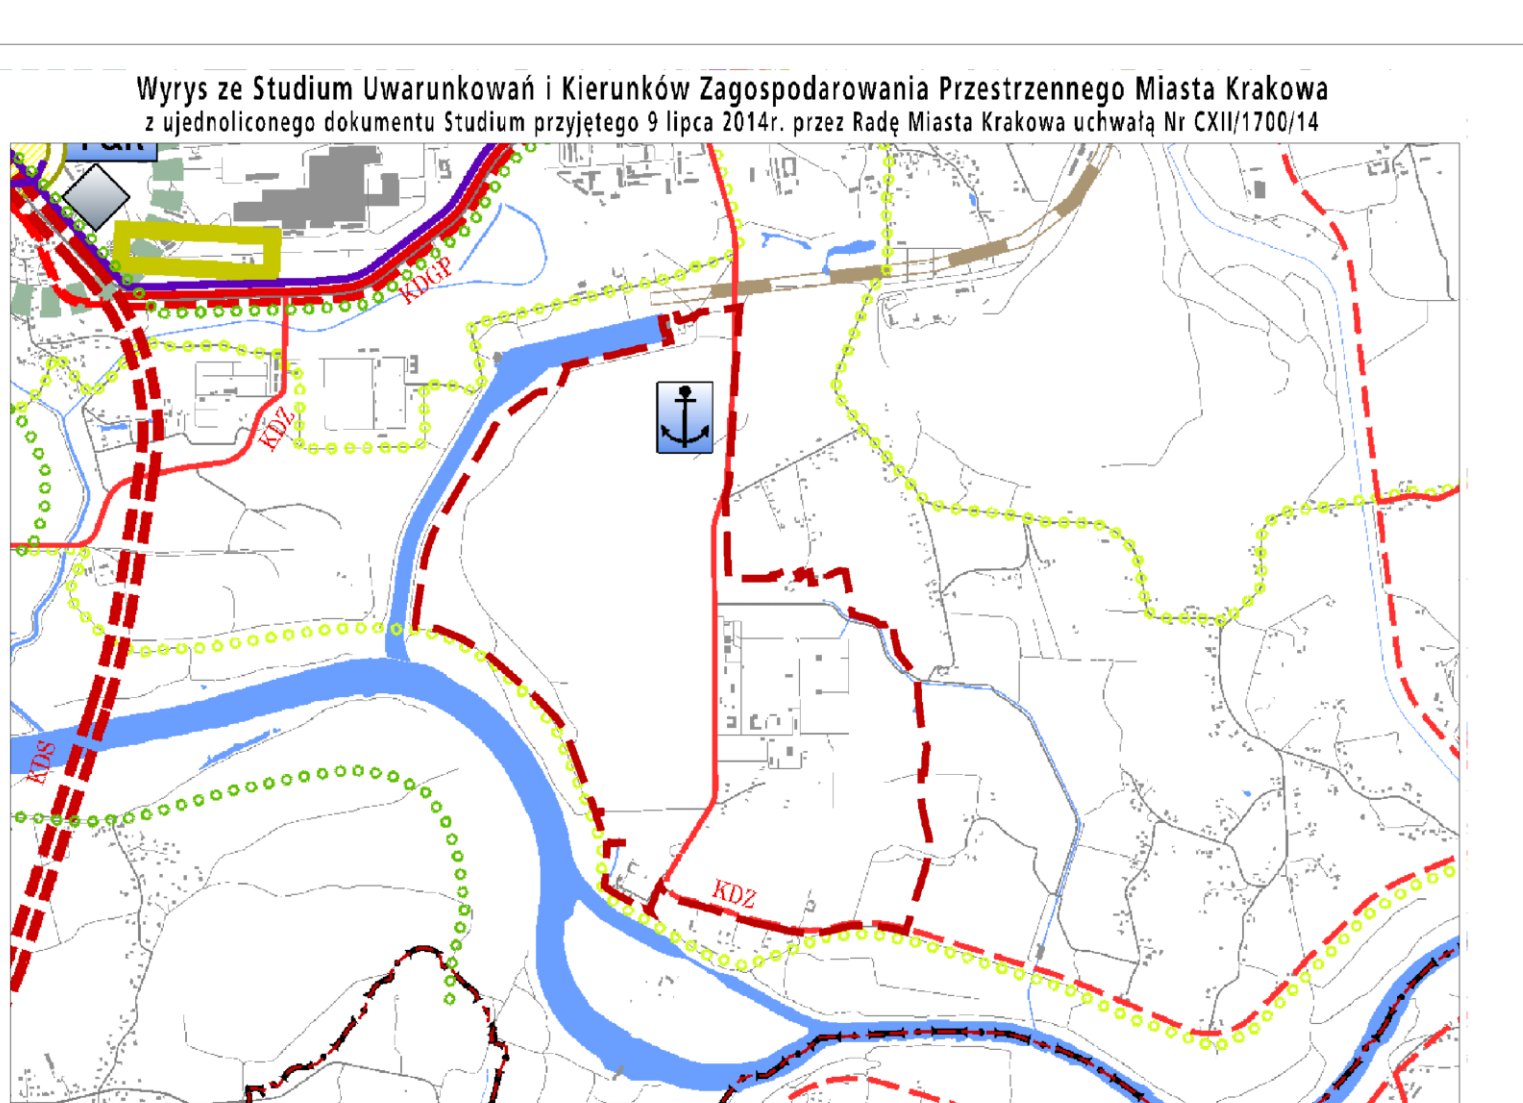 Wyrys ze Studium Uwarunkowań i Kierunków Zagospodarowania Przestrzennego Miasta Krakowa
z ujednoliconego dokumentu Studium przyjętego 9 lipca 2014r. przez Radę Miasta Krakowa uchwałą Nr CXII/1700/14
KDGP
KDZ
KDS
KDZ